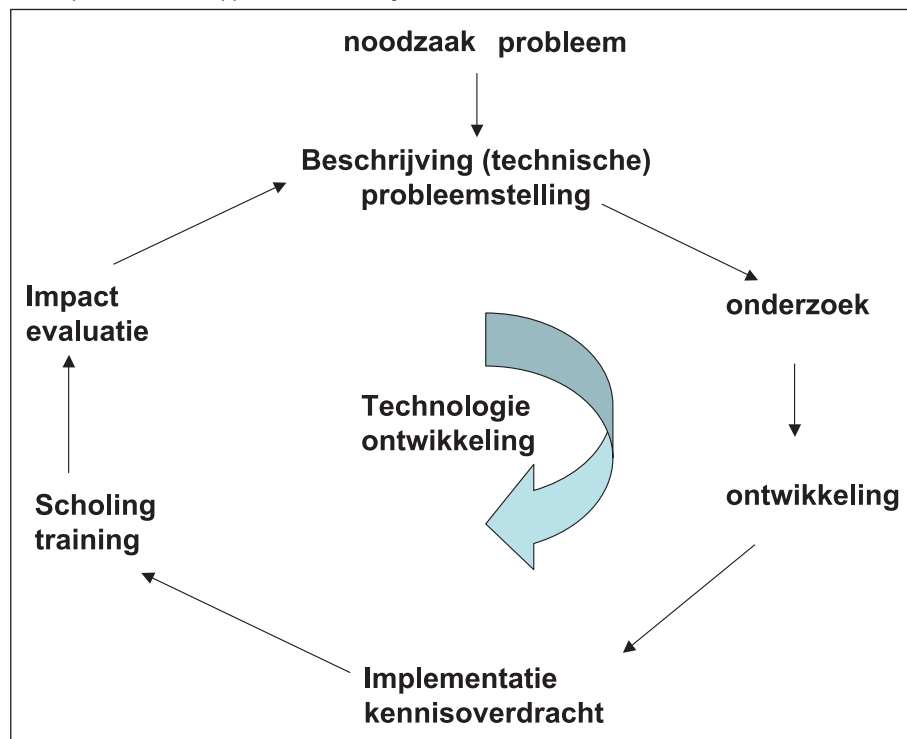 noodzaak probleem
Beschrijving (technische)
probleemstelling
onderzoek
ontwikkeling
Implementatie
kennisoverdracht
Scholing
training
Impact
evaluatie
Technologie
ontwikkeling